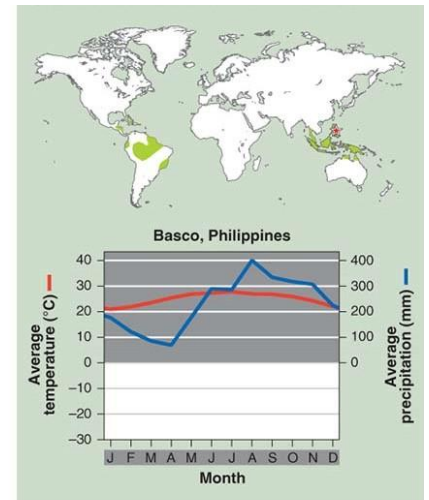 Basco, Philippines
Average
temperature (°C)
40
30
20
10
0
−10
−20
−30
400
300
200
100
0
Average
precipitation (mm)
J F M A M J J A S O N D
Month